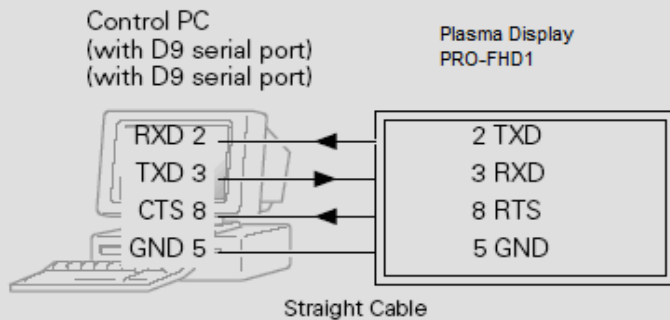 Control PC
(with D9 serial port)
(with D9 serial port)
Plasma Display
PRO-FHD1
RXD 2
2 TXD
TXD 3
3 RXD
CTS 8
8 RTS
GND 5
5 GND
Straight Cable